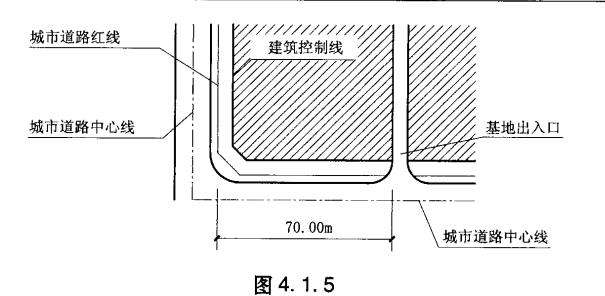 城市道路红线
建筑控制线
城市道路中心线
基地出入口
70.00m
城市道路中心线
图4.1.5